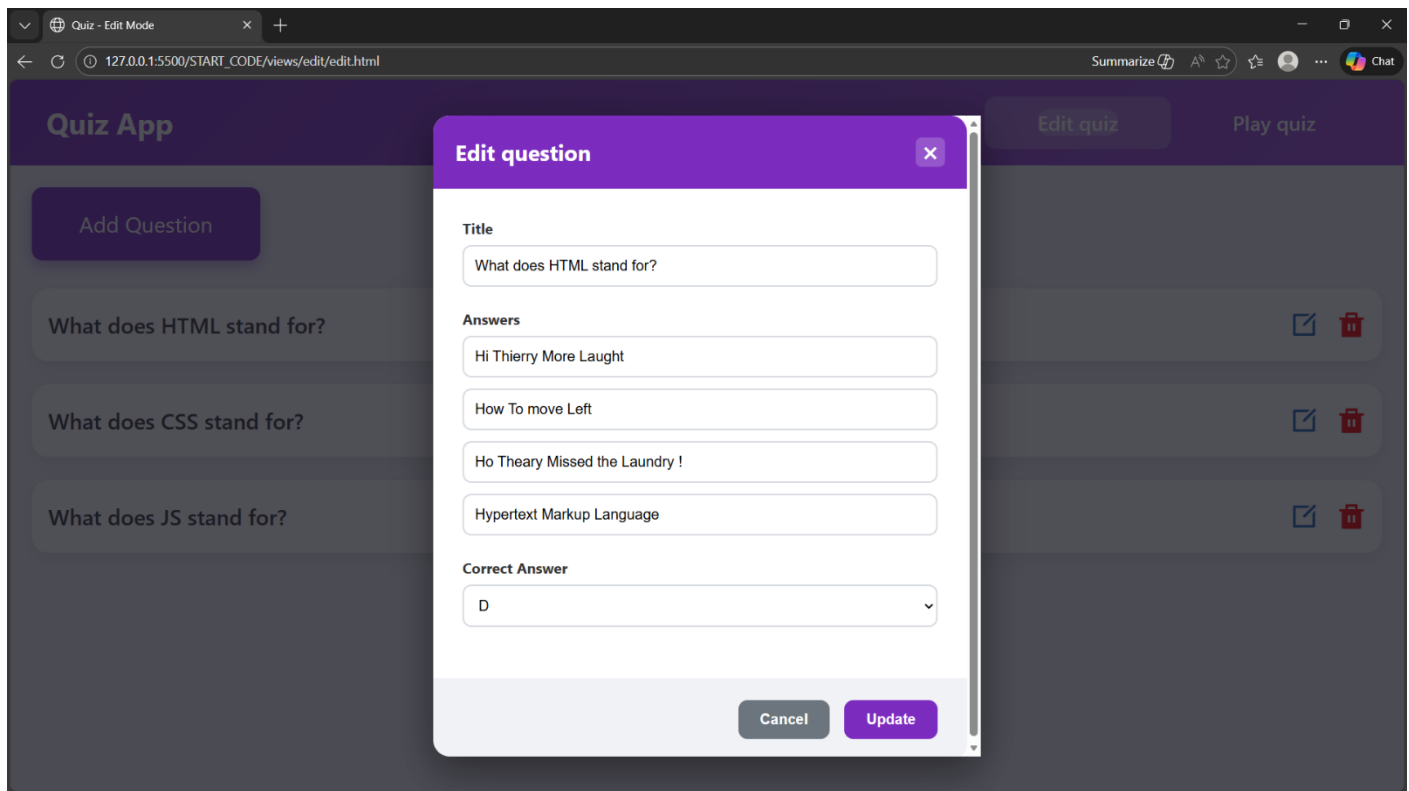 Quiz - Edit Mode
127.0.0.1:5500/START_CODE/views/edit/edit.html
Summarize
Chat
Quiz App
Edit quiz
Play quiz
Add Question
What does HTML stand for?
What does CSS stand for?
What does JS stand for?
Edit question
Title
What does HTML stand for?
Answers
Hi Thierry More Laught
How To move Left
Ho Theary Missed the Laundry !
Hypertext Markup Language
Correct Answer
D
Cancel
Update